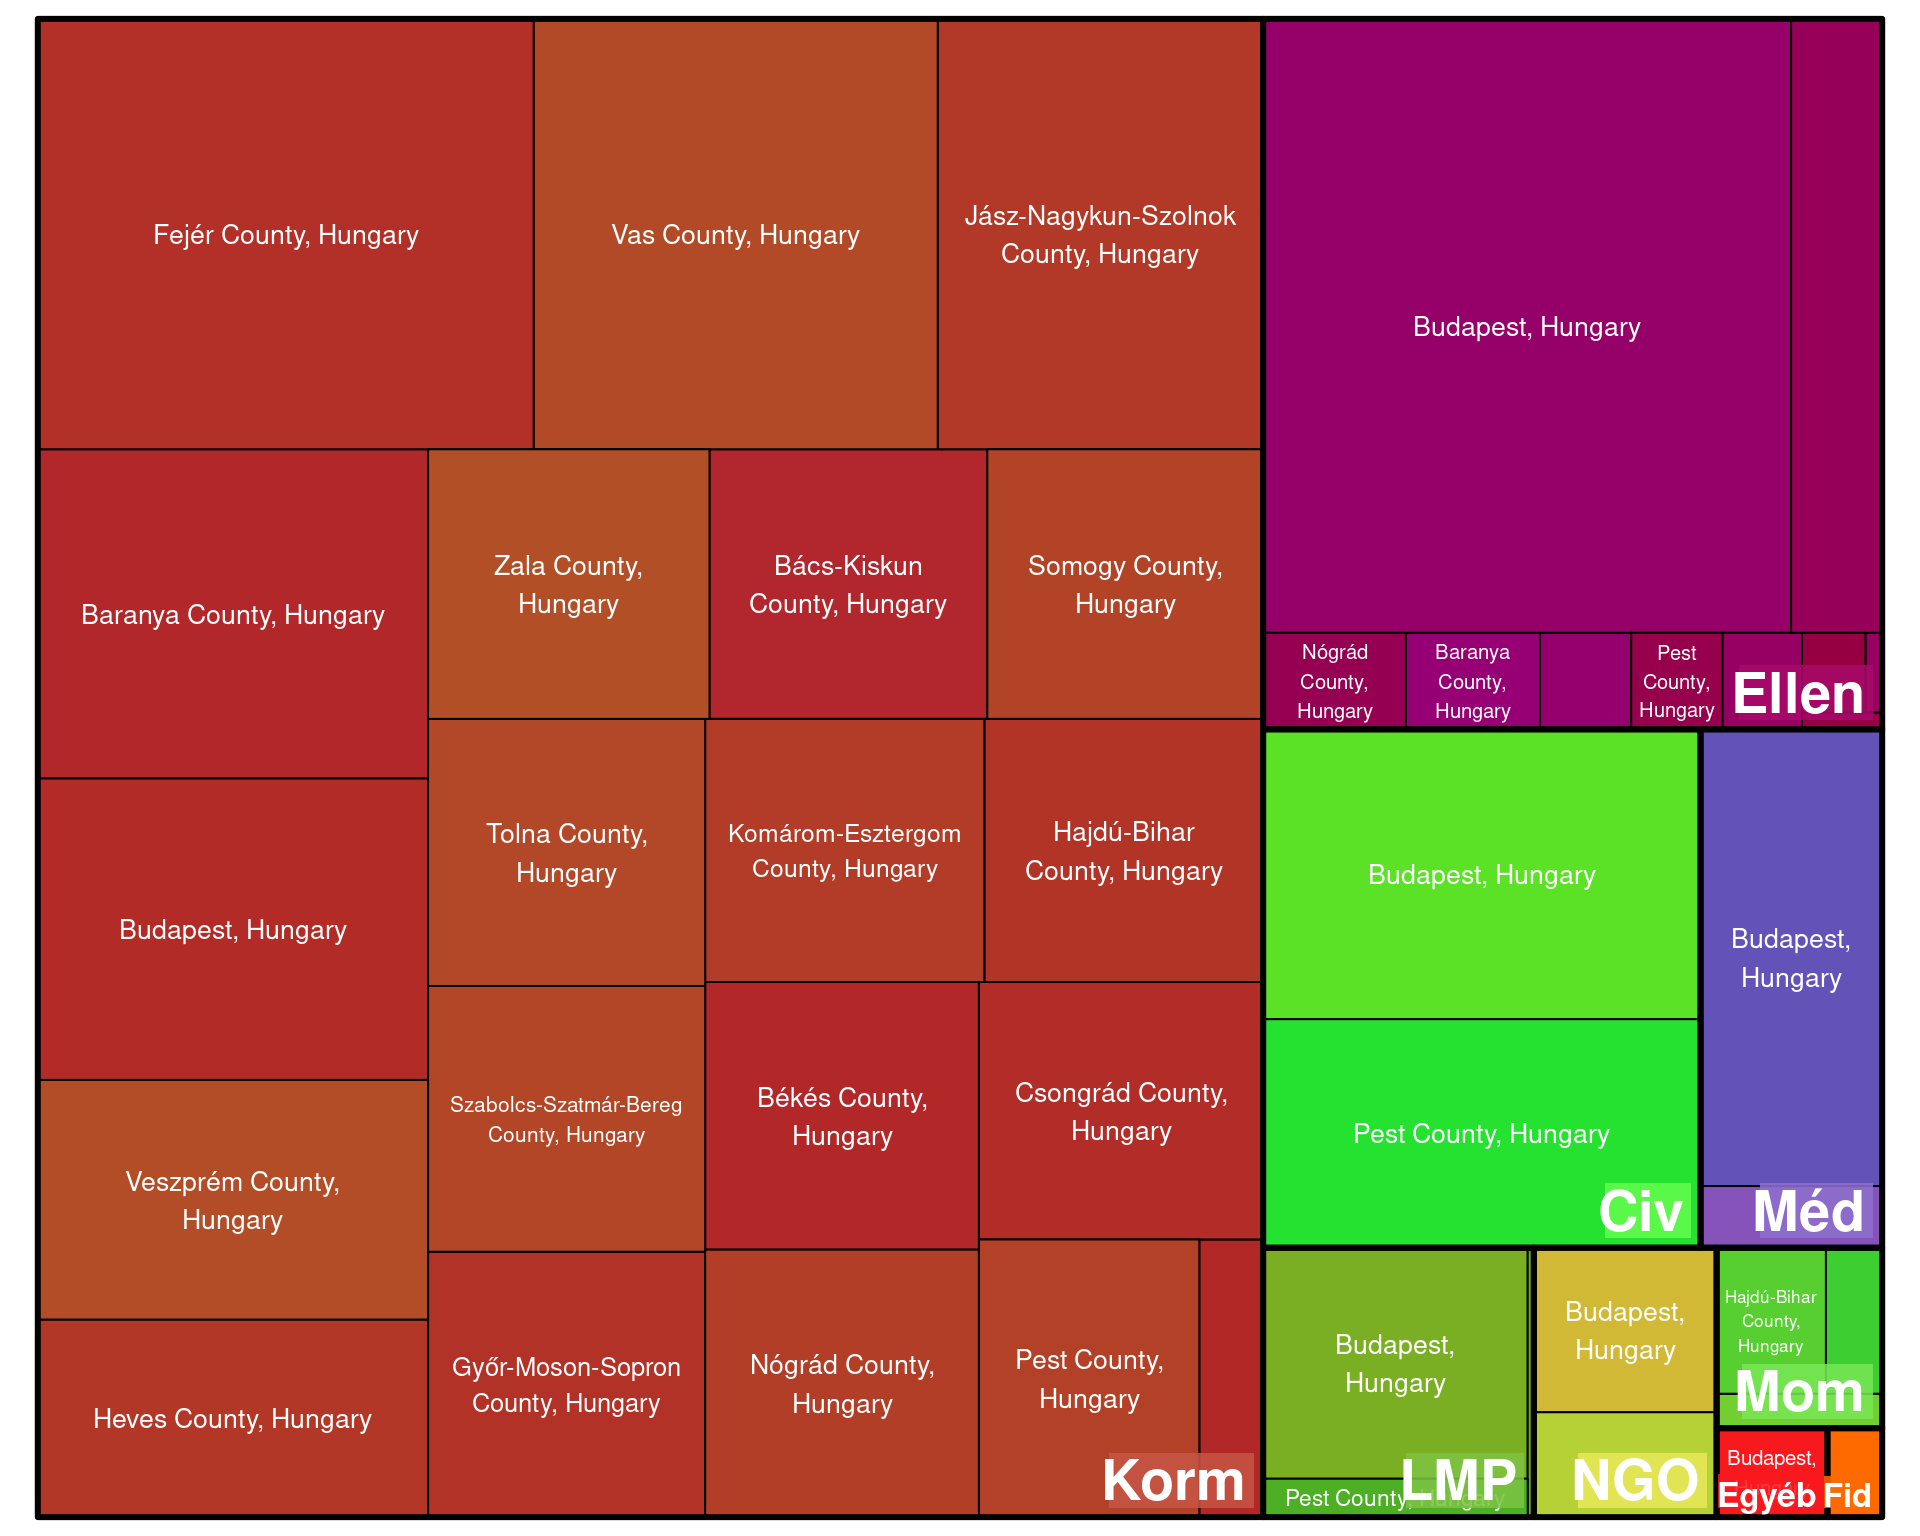 Fejér County, Hungary
Vas County, Hungary
Jász-Nagykun-Szolnok
County, Hungary
Baranya County, Hungary
Zala County,
Hungary
Bács-Kiskun
County, Hungary
Somogy County,
Hungary
Budapest, Hungary
Tolna County,
Hungary
Komárom-Esztergom
County, Hungary
Hajdú-Bihar
County, Hungary
Szabolcs-Szatmár-Bereg
County, Hungary
Békés County,
Hungary
Csongrád County,
Hungary
Veszprém County,
Hungary
Heves County, Hungary
Győr-Moson-Sopron
County, Hungary
Nógrád County,
Hungary
Pest County,
Hungary
Korm
Budapest, Hungary
Nógrád
County,
Hungary
Baranya
County,
Hungary
Pest
County,
Hungary
Ellen
Budapest, Hungary
Pest County, Hungary
Civ
Budapest,
Hungary
Méd
Budapest,
Hungary
Pest County, Hungary
LMP
Budapest,
Hungary
NGO
Hajdú-Bihar
County,
Hungary
Mom
Budapest,
Egyéb
Fid